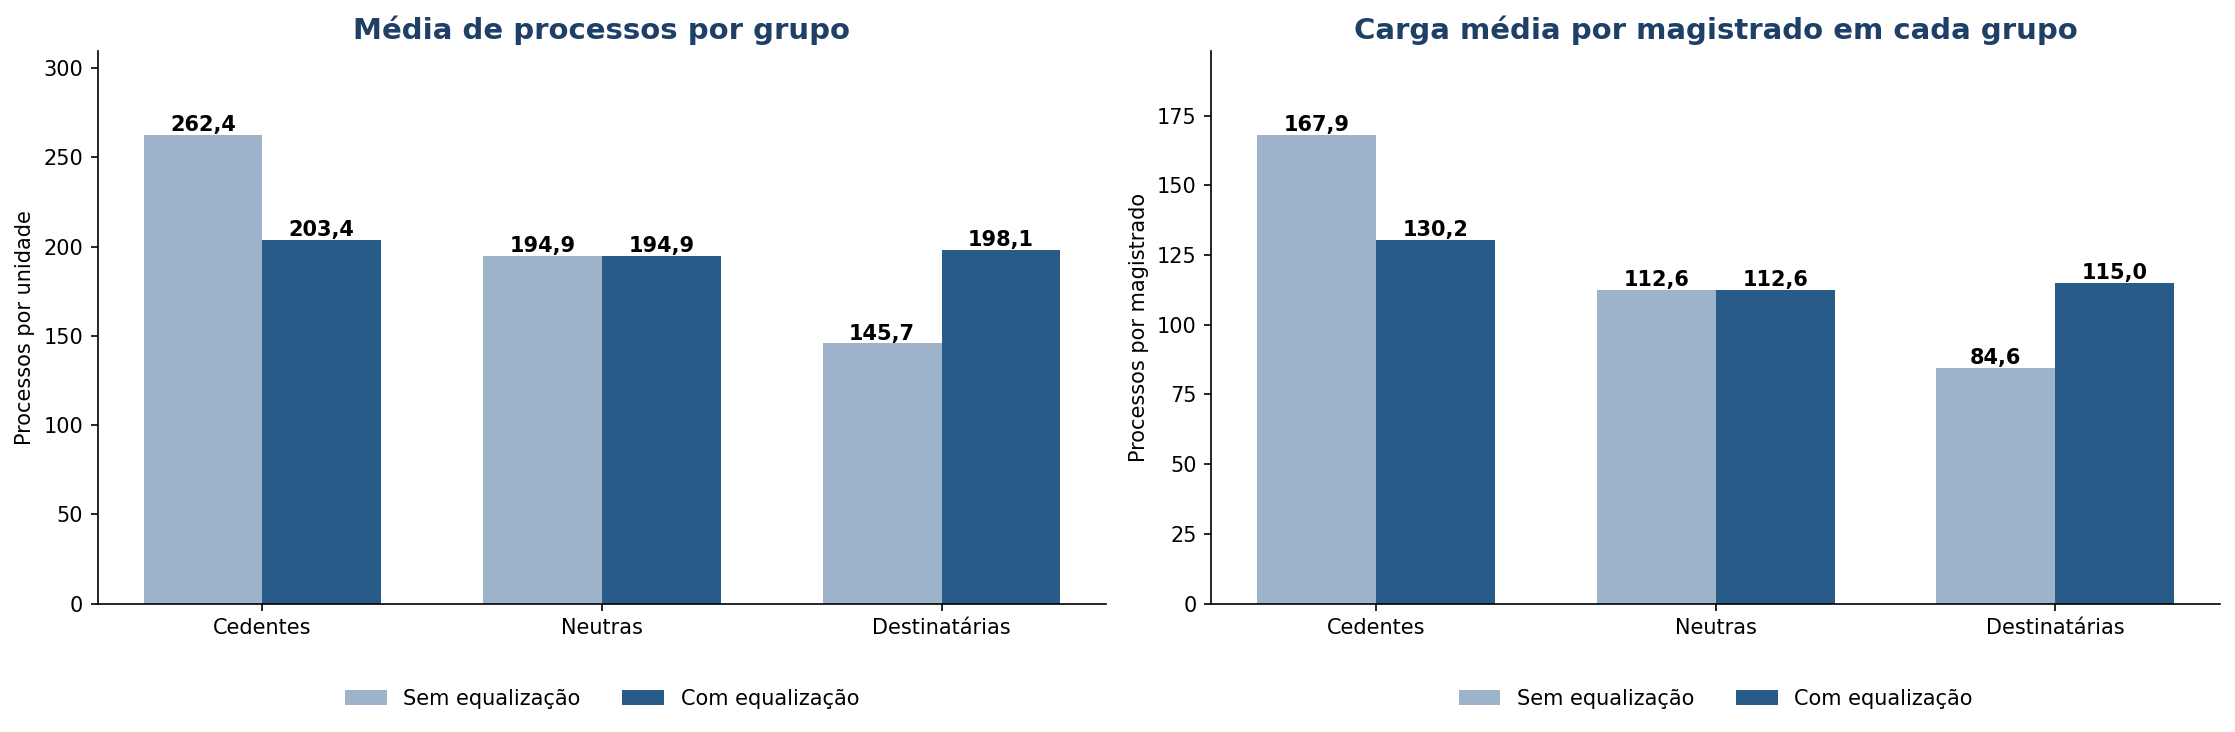 Média de processos por grupo
Processos por unidade
300
250
200
150
100
50
0
262,4
203,4
194,9
194,9
145,7
198,1
Cedentes
Neutras
Destinatárias
Sem equalização
Com equalização
Carga média por magistrado em cada grupo
Processos por magistrado
175
150
125
100
75
50
25
0
167,9
130,2
112,6
112,6
84,6
115,0
Cedentes
Neutras
Destinatárias
Sem equalização
Com equalização